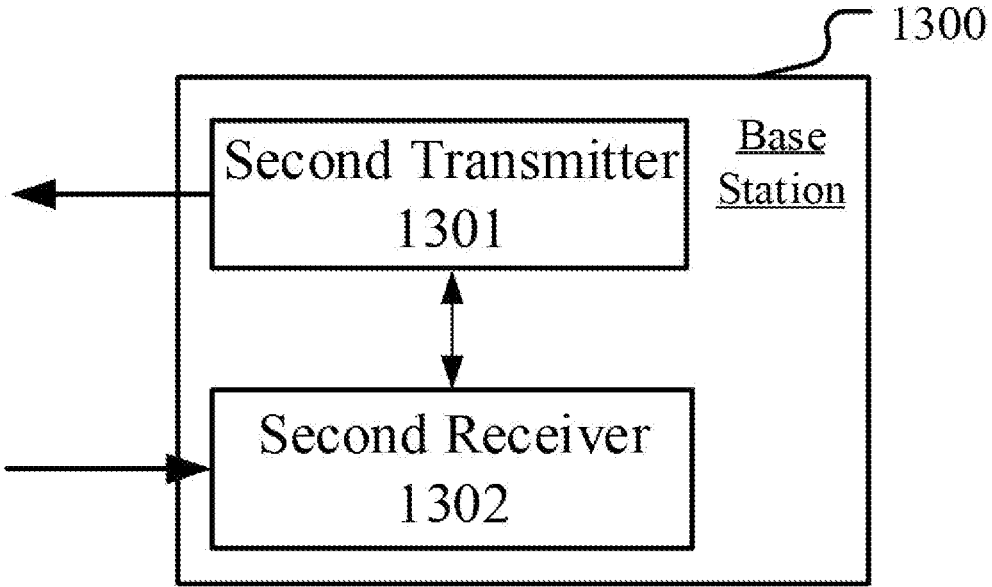 1300
Base
Station
Second Transmitter
1301
Second Receiver
1302